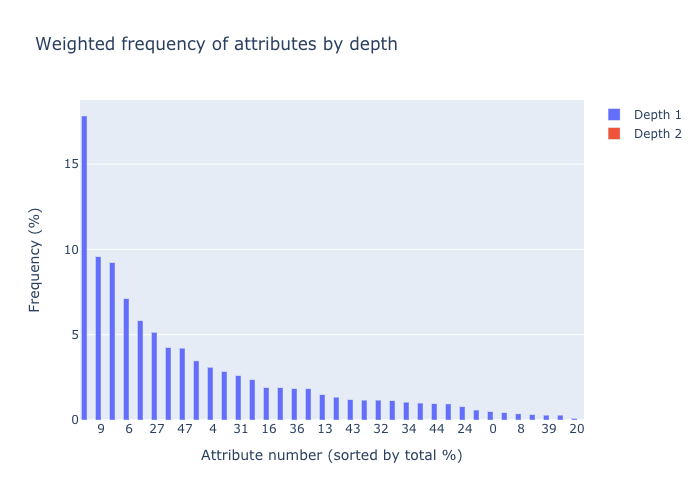 Weighted frequency of attributes by depth
Depth 1
Depth 2
15
10
5
0
Frequency (%)
9 6 27 47 4 31 16 36 13 43 32 34 44 24 0 8 39 20
Attribute number (sorted by total %)